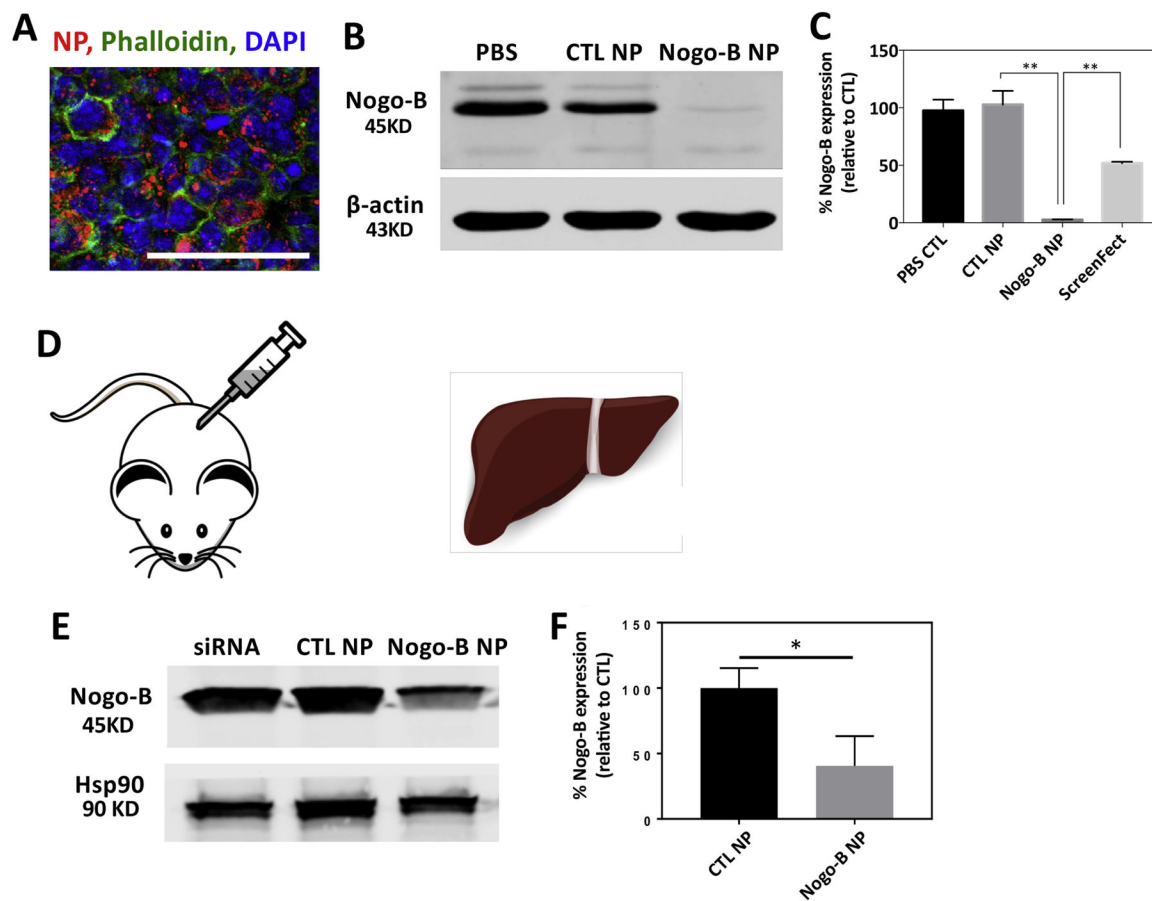 A
NP, Phalloidin, DAPI
B
PBS CTL NP Nogo-B NP
Nogo-B
45KD
β-actin
43KD
C
% Nogo-B expression
(relative to CTL)
150
100
50
0
** **
PBS CTL
CTL NP
Nogo-B NP
ScreenFect
D
E
siRNA CTL NP Nogo-B NP
Nogo-B
45KD
Hsp90
90 KD
F
% Nogo-B expression
(relative to CTL)
150
100
50
0
*
CTL NP
Nogo-B NP